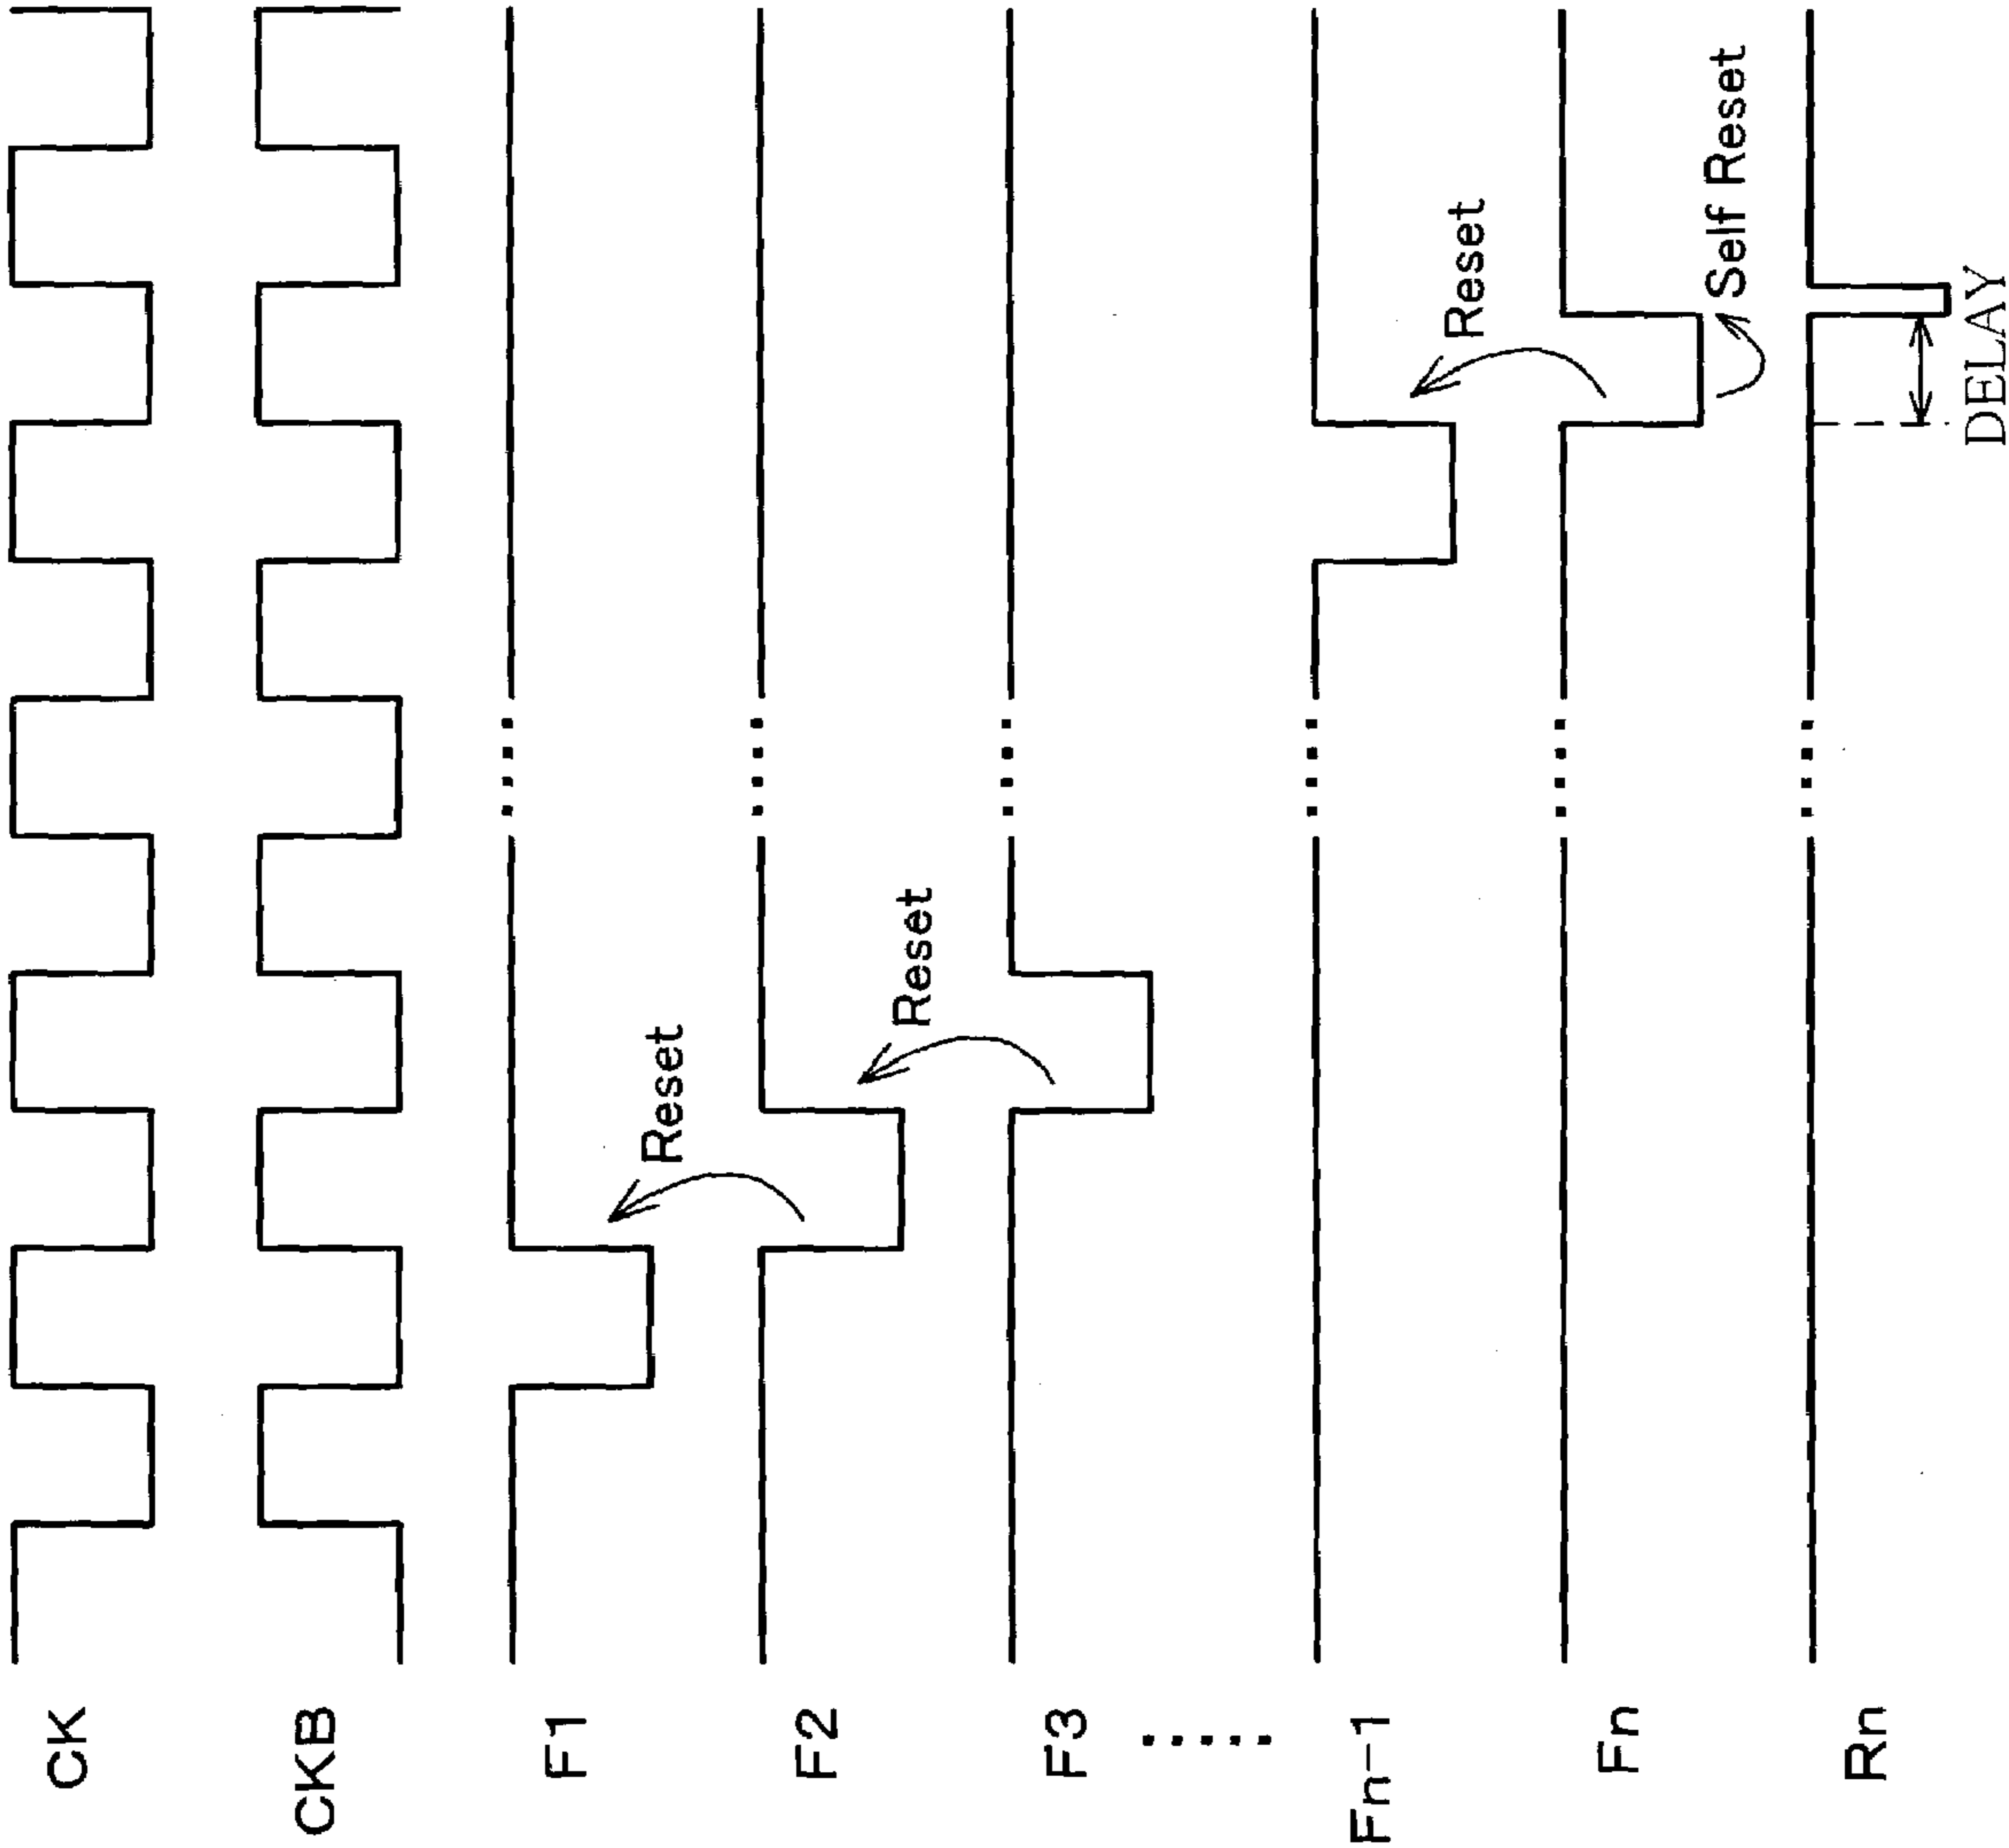 CK
CKB
F1
Reset
F2
Reset
F3
.....
Fn-1
Reset
Fn
Self Reset
Rn
DELAY